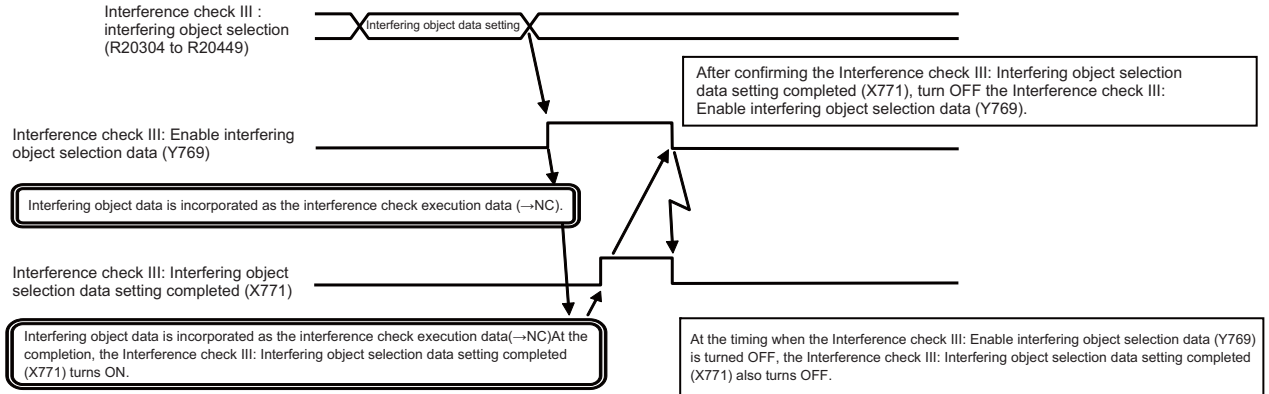 Interference check III :
interfering object selection
(R20304 to R20449)
Interfering object data setting
After confirming the Interference check III: Interfering object selection
data setting completed (X771), turn OFF the Interference check III:
Enable interfering object selection data (Y769).
Interference check III: Enable interfering
object selection data (Y769)
Interfering object data is incorporated as the interference check execution data (→NC).
Interference check III: Interfering object
selection data setting completed (X771)
Interfering object data is incorporated as the interference check execution data(→NC)At the
completion, the Interference check III: Interfering object selection data setting completed
(X771) turns ON.
At the timing when the Interference check III: Enable interfering object selection data (Y769)
is turned OFF, the Interference check III: Interfering object selection data setting completed
(X771) also turns OFF.